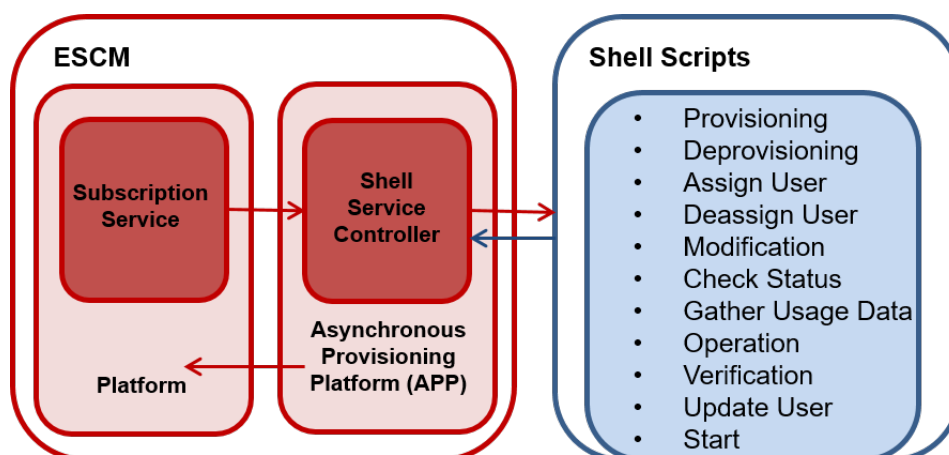 ESCM
Subscription
Service
Platform
Shell
Service
Controller
Asynchronous
Provisioning
Platform (APP)
Shell Scripts
• Provisioning
• Deprovisioning
• Assign User
• Deassign User
• Modification
• Check Status
• Gather Usage Data
• Operation
• Verification
• Update User
• Start